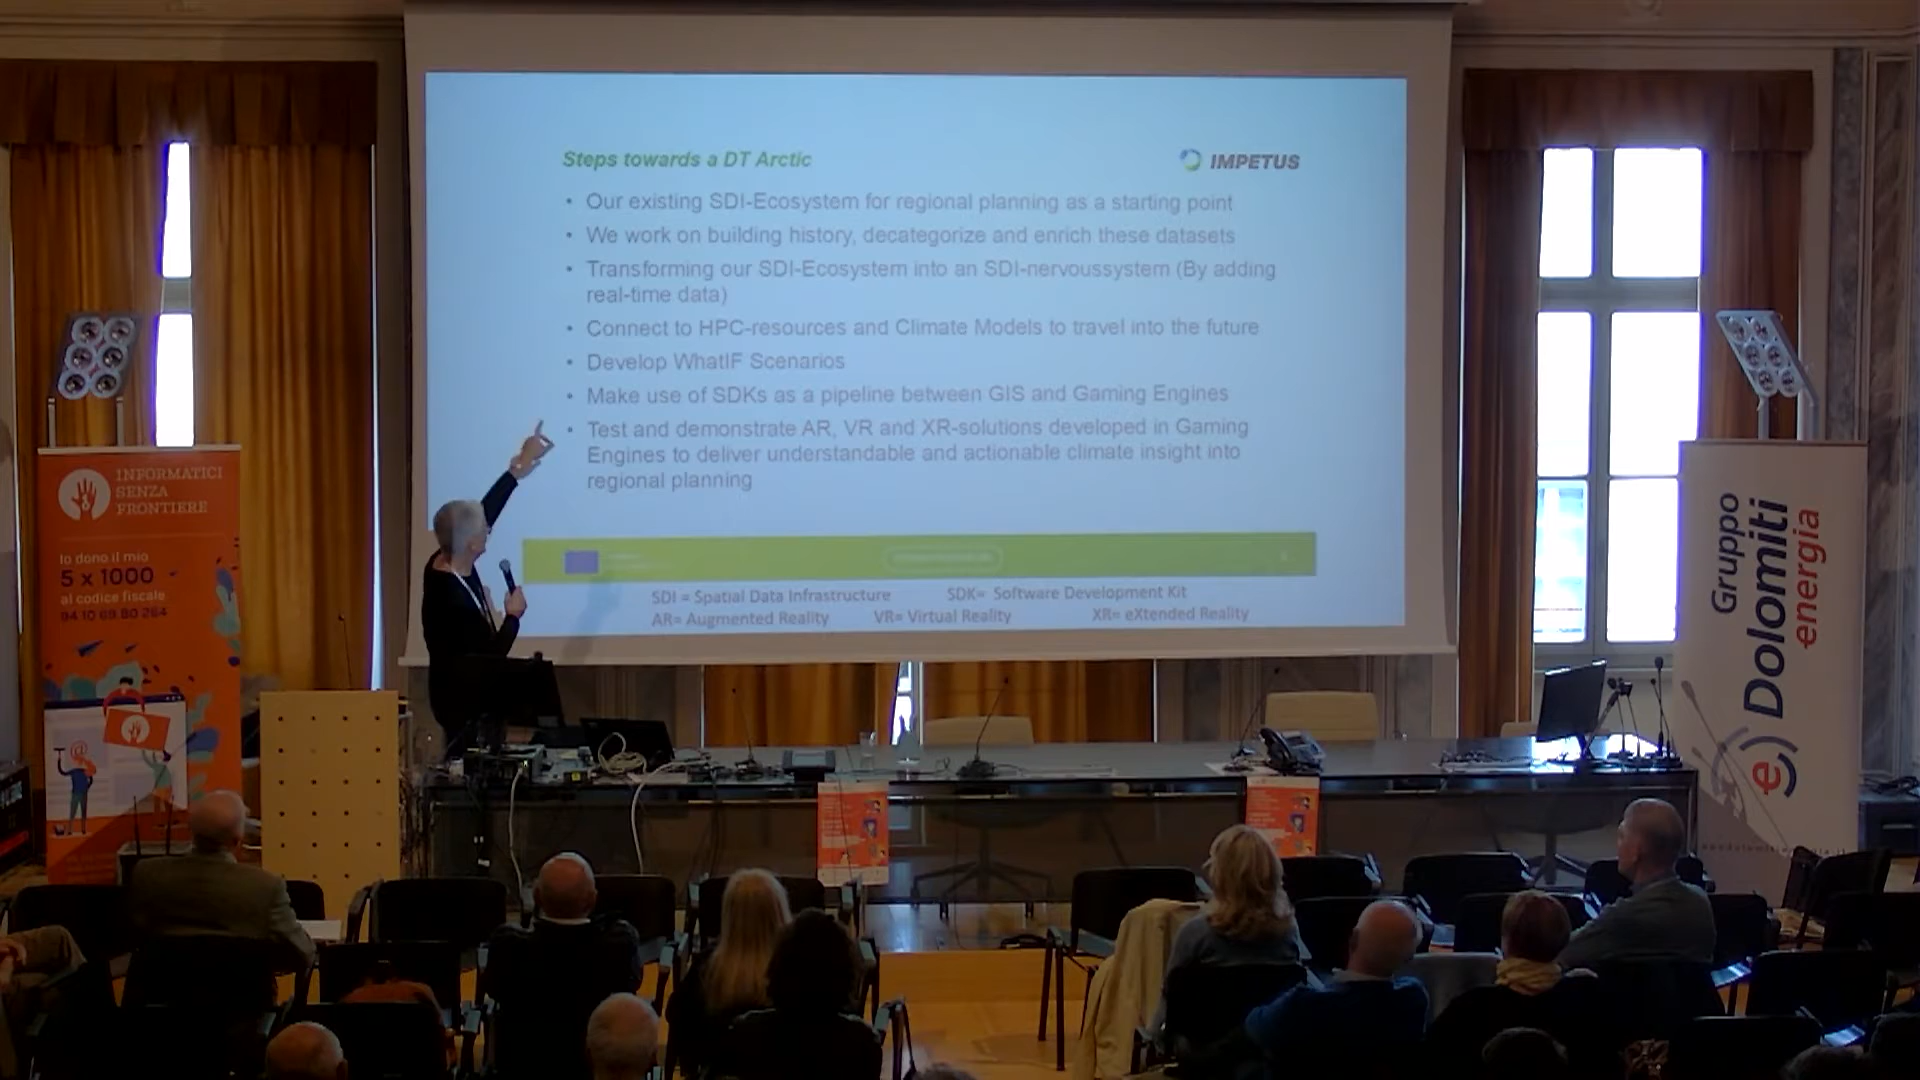 Steps towards a DT Arctic
IMPETUS
• Our existing SDI-Ecosystem for regional planning as a starting point
• We work on building history, decategorize and enrich these datasets
• Transforming our SDI-Ecosystem into an SDI-nervoussystem (By adding
real-time data)
• Connect to HPC-resources and Climate Models to travel into the future
• Develop WhatIF Scenarios
• Make use of SDKs as a pipeline between GIS and Gaming Engines
• Test and demonstrate AR, VR and XR-solutions developed in Gaming
Engines to deliver understandable and actionable climate insight into
regional planning
SDI = Spatial Data Infrastructure SDK= Software Development Kit
AR= Augmented Reality VR= Virtual Reality XR= eXtended Reality
INFORMATICI
SENZA
FRONTIERE
Io dono il mio
5 x 1000
al codice fiscale
94 10 69 80 264
Gruppo
Dolomiti
energia